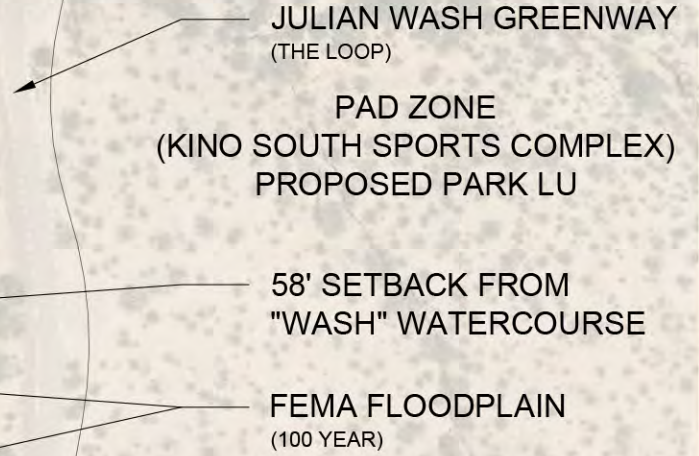 JULIAN WASH GREENWAY
(THE LOOP)
PAD ZONE
(KINO SOUTH SPORTS COMPLEX)
PROPOSED PARK LU
58' SETBACK FROM
"WASH" WATERCOURSE
FEMA FLOODPLAIN
(100 YEAR)